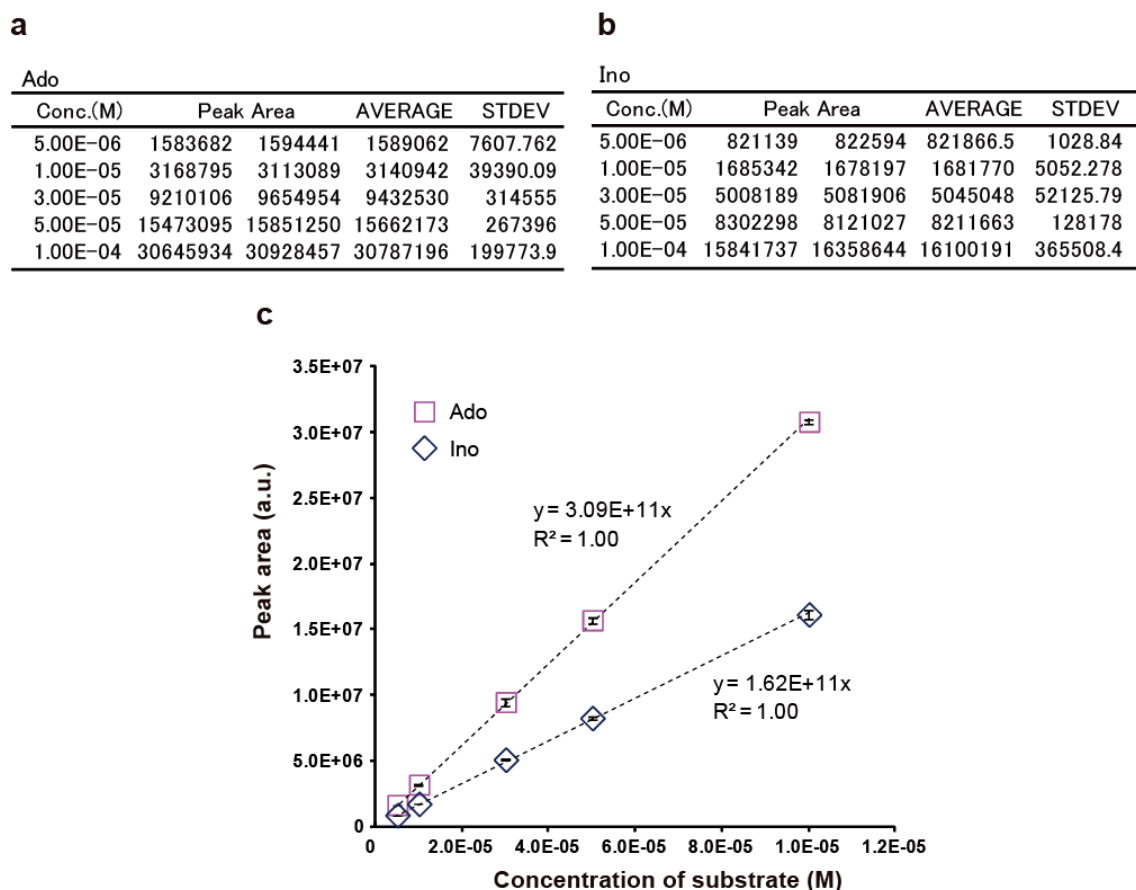 a
Ado
Conc.(M) Peak Area AVERAGE STDEV
5.00E-06 1583682 1594441 1589062 7607.762
1.00E-05 3168795 3113089 3140942 39390.09
3.00E-05 9210106 9654954 9432530 314555
5.00E-05 15473095 15851250 15662173 267396
1.00E-04 30645934 30928457 30787196 199773.9
b
Ino
Conc.(M) Peak Area AVERAGE STDEV
5.00E-06 821139 822594 821866.5 1028.84
1.00E-05 1685342 1678197 1681770 5052.278
3.00E-05 5008189 5081906 5045048 52125.79
5.00E-05 8302298 8121027 8211663 128178
1.00E-04 15841737 16358644 16100191 365508.4
c
3.5E+07
3.0E+07
2.5E+07
2.0E+07
1.5E+07
1.0E+07
5.0E+06
0
Peak area (a.u.)
Ado
Ino
y = 3.09E+11x
R² = 1.00
y = 1.62E+11x
R² = 1.00
0 2.0E-05 4.0E-05 6.0E-05 8.0E-05 1.0E-05 1.2E-05
Concentration of substrate (M)